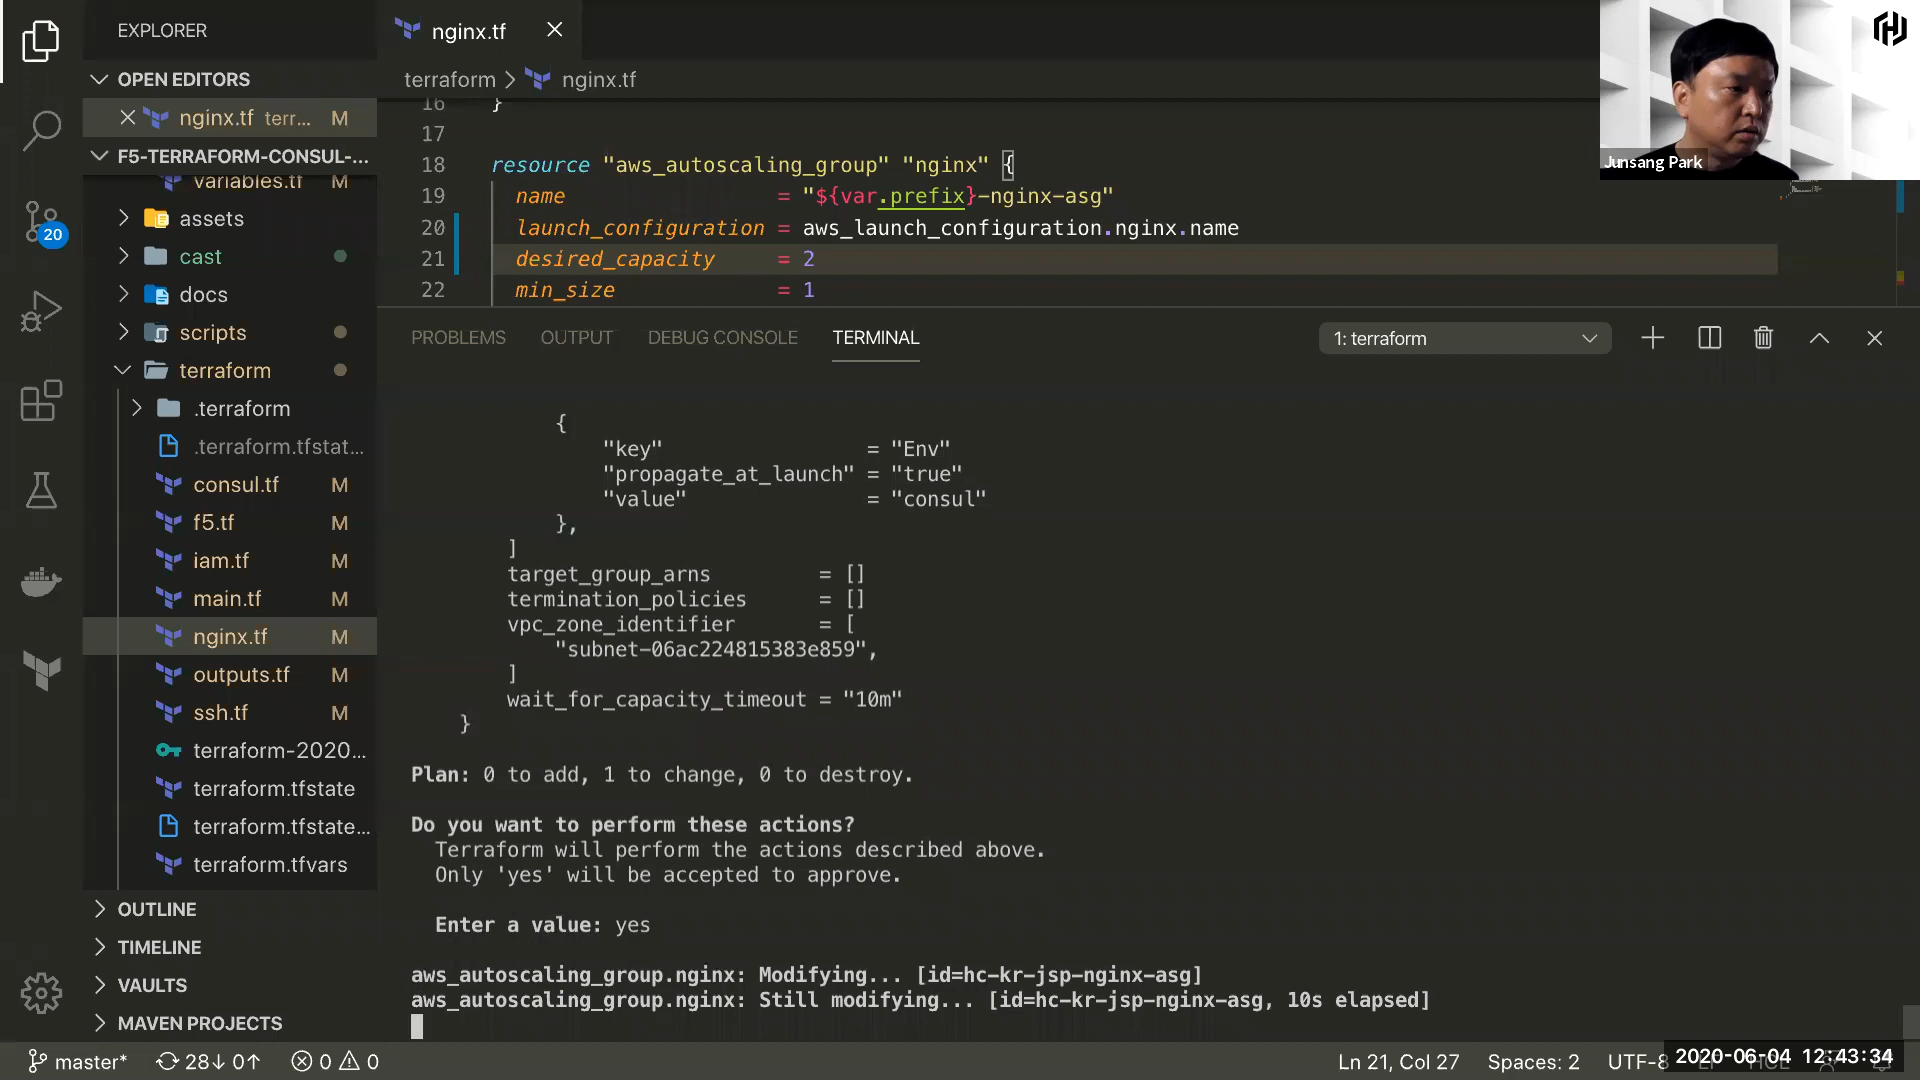 EXPLORER
OPEN EDITORS
nginx.tf terr... M
F5-TERRAFORM-CONSUL-...
variables.tf M
assets
cast
docs
scripts
terraform
.terraform
.terraform.tfstat...
consul.tf M
f5.tf M
iam.tf M
main.tf M
nginx.tf M
outputs.tf M
ssh.tf M
terraform-2020...
terraform.tfstate
terraform.tfstate...
terraform.tfvars
OUTLINE
TIMELINE
VAULTS
MAVEN PROJECTS
20
nginx.tf
terraform > nginx.tf
16 }
17
18 resource "aws_autoscaling_group" "nginx" {
19 name = "${var.prefix}-nginx-asg"
20 launch_configuration = aws_launch_configuration.nginx.name
21 desired_capacity = 2
22 min_size = 1
Junsang Park
PROBLEMS OUTPUT DEBUG CONSOLE TERMINAL 1: terraform
{
"key" = "Env"
"propagate_at_launch" = "true"
"value" = "consul"
},
]
target_group_arns = []
termination_policies = []
vpc_zone_identifier = [
"subnet-06ac224815383e859",
]
wait_for_capacity_timeout = "10m"
}
Plan: 0 to add, 1 to change, 0 to destroy.
Do you want to perform these actions?
Terraform will perform the actions described above.
Only 'yes' will be accepted to approve.
Enter a value: yes
aws_autoscaling_group.nginx: Modifying... [id=hc-kr-jsp-nginx-asg]
aws_autoscaling_group.nginx: Still modifying... [id=hc-kr-jsp-nginx-asg, 10s elapsed]
master* 28↓ 0↑ 0 0 Ln 21, Col 27 Spaces: 2 UTF-8
2020-06-04 12:43:34